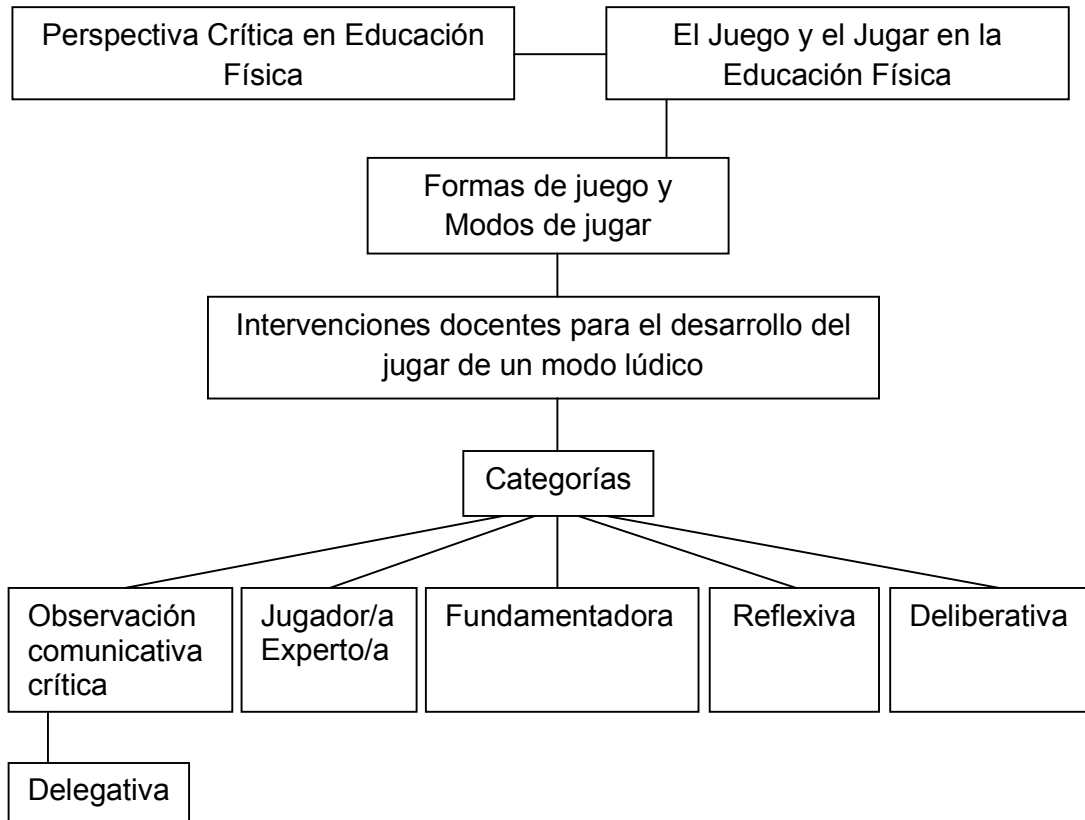 Perspectiva Crítica en Educación
Física
El Juego y el Jugar en la
Educación Física
Formas de juego y
Modos de jugar
Intervenciones docentes para el desarrollo del
jugar de un modo lúdico
Categorías
Observación
comunicativa
crítica
Jugador/a
Experto/a
Fundamentadora
Reflexiva
Deliberativa
Delegativa